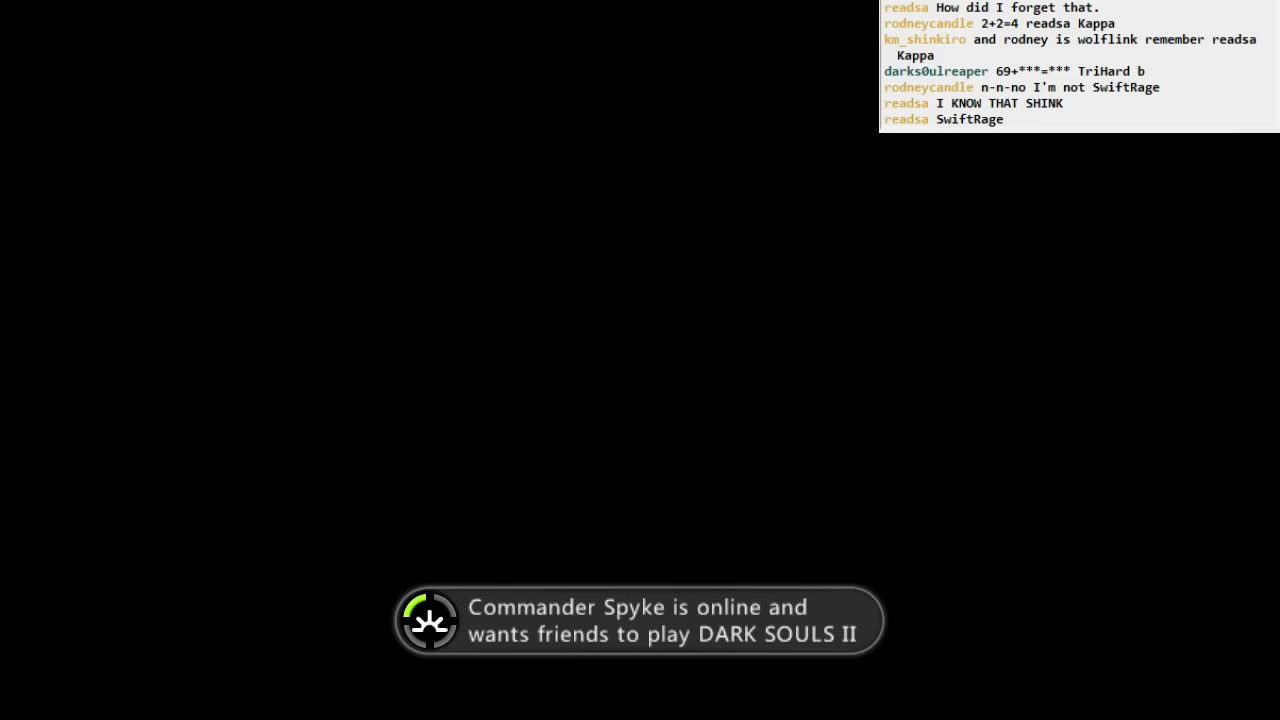 readsa How did I forget that.
rodneycandle 2+2=4 readsa Kappa
km_shinkiro and rodney is wolflink remember readsa
Kappa
darks0ulreaper 69+***=*** TriHard b
rodneycandle n-n-no I'm not SwiftRage
readsa I KNOW THAT SHINK
readsa SwiftRage
Commander Spyke is online and
wants friends to play DARK SOULS II